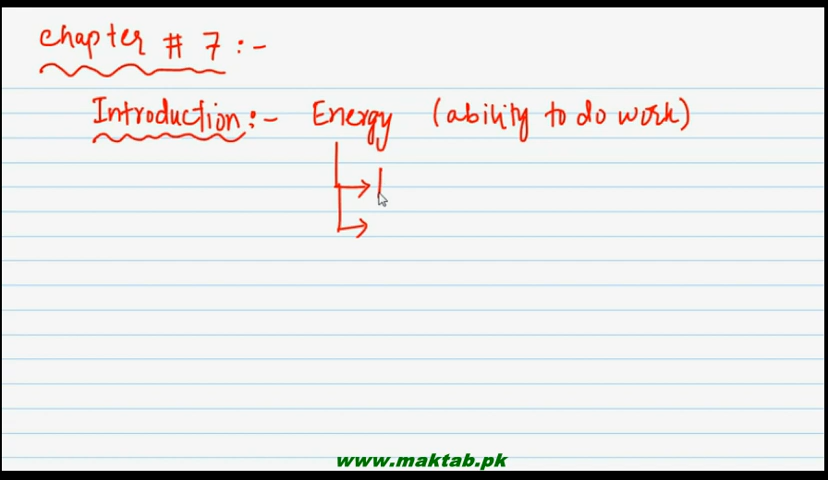 chapter # 7 :-
Introduction :- Energy (ability to do work)
www.maktab.pk